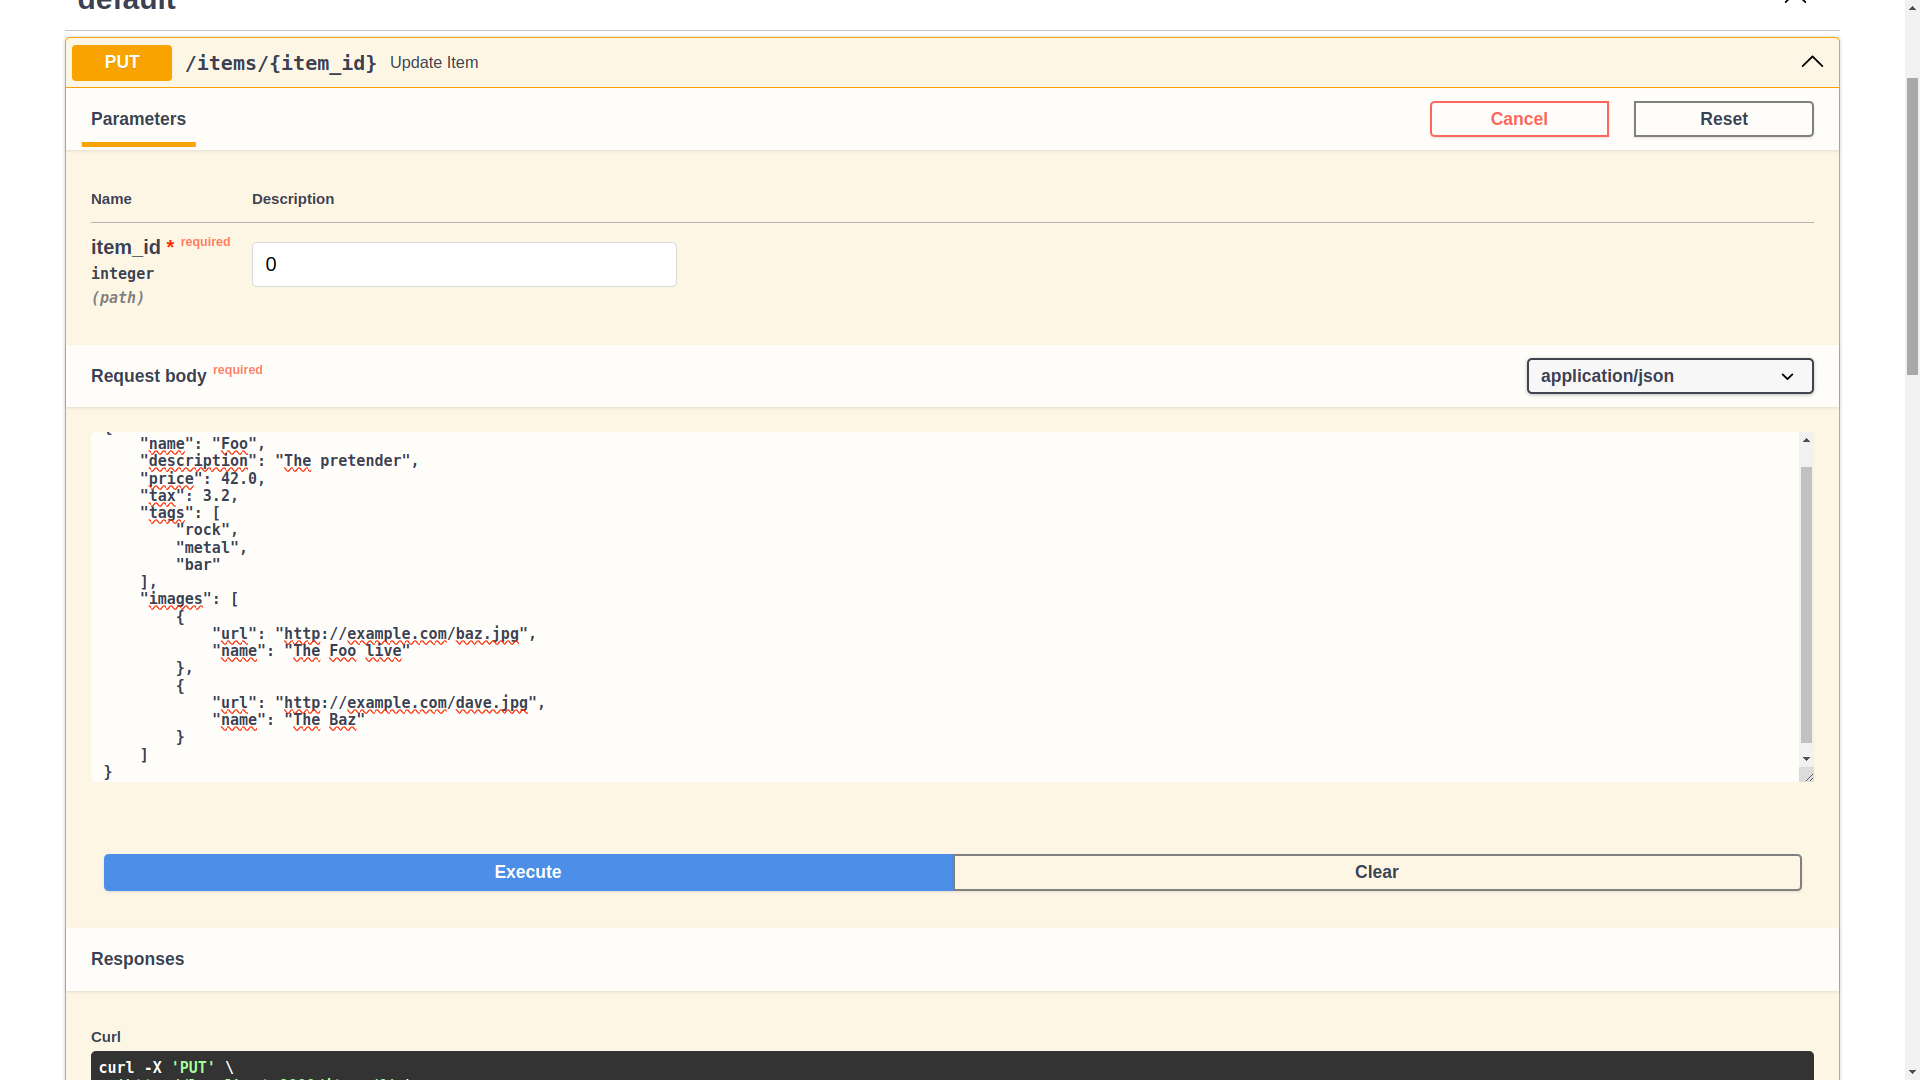 default
PUT /items/{item_id} Update Item
Parameters
Cancel
Reset
Name Description
item_id * required
integer
(path)
0
Request body required
application/json
"name": "Foo",
"description": "The pretender",
"price": 42.0,
"tax": 3.2,
"tags": [
"rock",
"metal",
"bar"
],
"images": [
{
"url": "http://example.com/baz.jpg",
"name": "The Foo live"
},
{
"url": "http://example.com/dave.jpg",
"name": "The Baz"
}
]
}
Execute
Clear
Responses
Curl
curl -X 'PUT' \